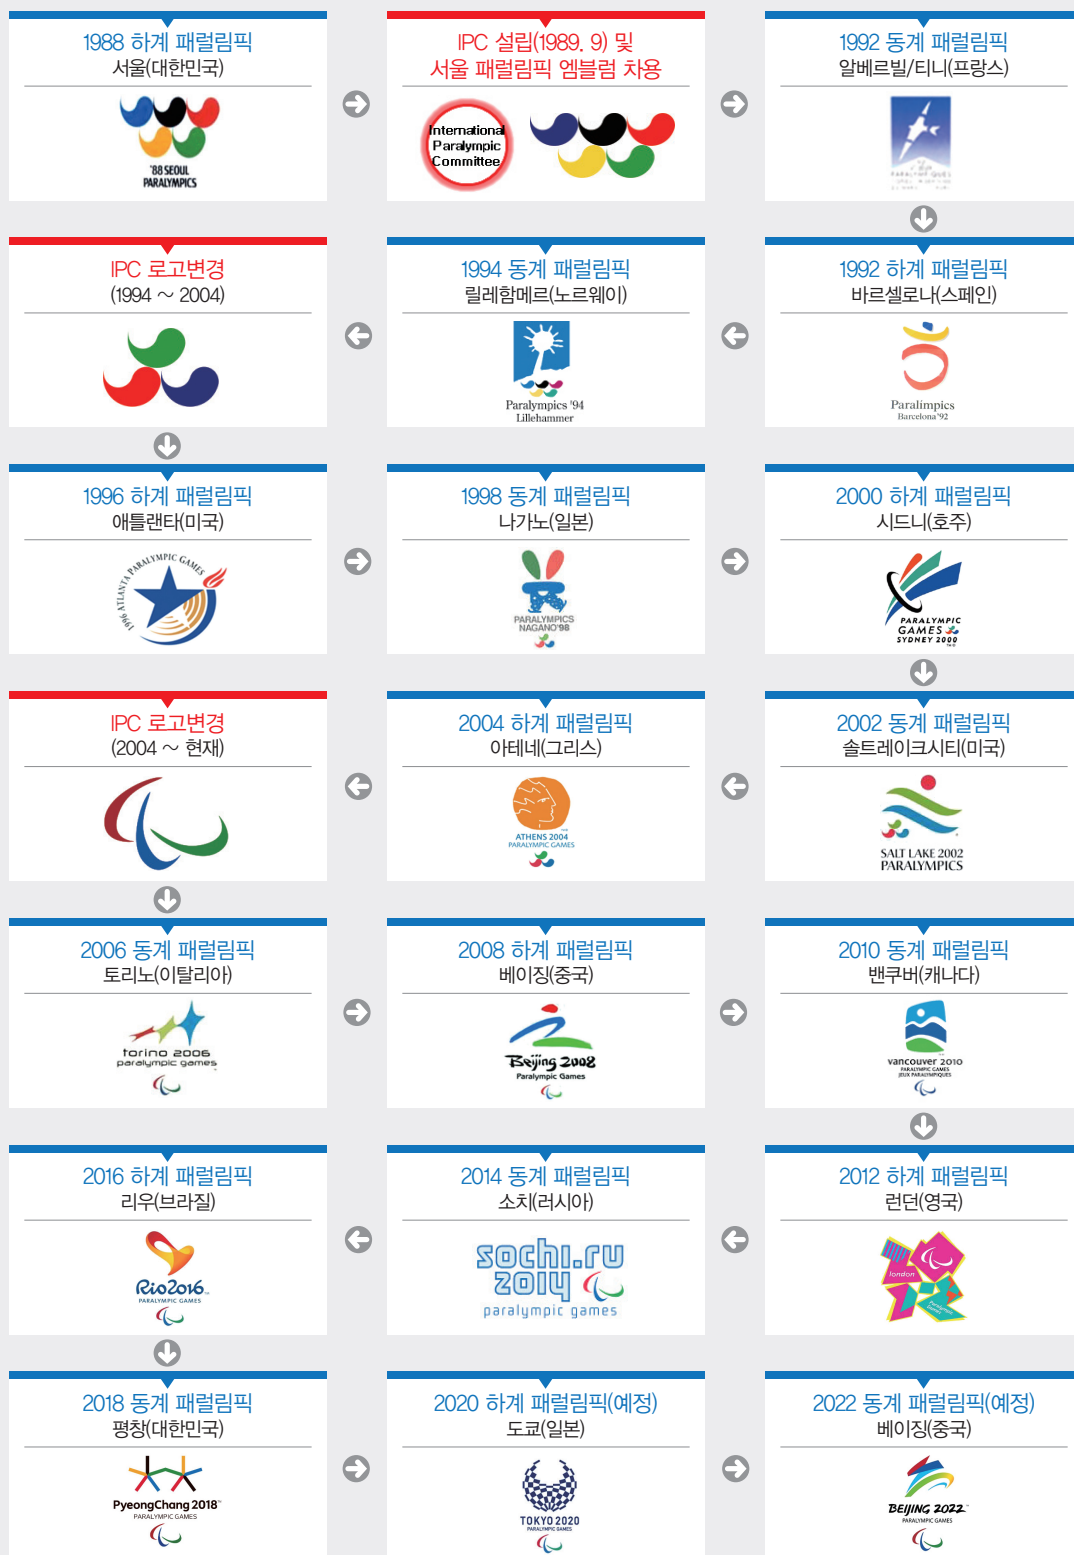 1988 하계 패럴림픽
서울(대한민국)
'88 SEOUL
PARALYMPICS
IPC 설립(1989. 9) 및
서울 패럴림픽 엠블럼 차용
International
Paralympic
Committee
1992 동계 패럴림픽
알베르빌/티니(프랑스)
IPC 로고변경
(1994 ~ 2004)
1994 동계 패럴림픽
릴레함메르(노르웨이)
Paralympics '94
Lillehammer
1992 하계 패럴림픽
바르셀로나(스페인)
Paralímpics
Barcelona'92
1996 하계 패럴림픽
애틀랜타(미국)
1996 ATLANTA PARALYMPIC GAMES
1998 동계 패럴림픽
나가노(일본)
PARALYMPICS
NAGANO'98
2000 하계 패럴림픽
시드니(호주)
PARALYMPIC
GAMES
SYDNEY 2000
IPC 로고변경
(2004 ~ 현재)
2004 하계 패럴림픽
아테네(그리스)
ATHENS 2004
PARALYMPIC GAMES
2002 동계 패럴림픽
솔트레이크시티(미국)
SALT LAKE 2002
PARALYMPICS
2006 동계 패럴림픽
토리노(이탈리아)
torino 2006
paralympic games
2008 하계 패럴림픽
베이징(중국)
Beijing 2008
Paralympic Games
2010 동계 패럴림픽
밴쿠버(캐나다)
vancouver 2010
PARALYMPIC GAMES
JEUX PARALYMPIQUES
2016 하계 패럴림픽
리우(브라질)
Rio2016
PARALYMPIC GAMES
2014 동계 패럴림픽
소치(러시아)
sochi.ru
2014
paralympic games
2012 하계 패럴림픽
런던(영국)
london
Paralympic
Games
2018 동계 패럴림픽
평창(대한민국)
PyeongChang 2018
PARALYMPIC GAMES
2020 하계 패럴림픽(예정)
도쿄(일본)
TOKYO 2020
PARALYMPIC GAMES
2022 동계 패럴림픽(예정)
베이징(중국)
BEIJING 2022
PARALYMPIC GAMES